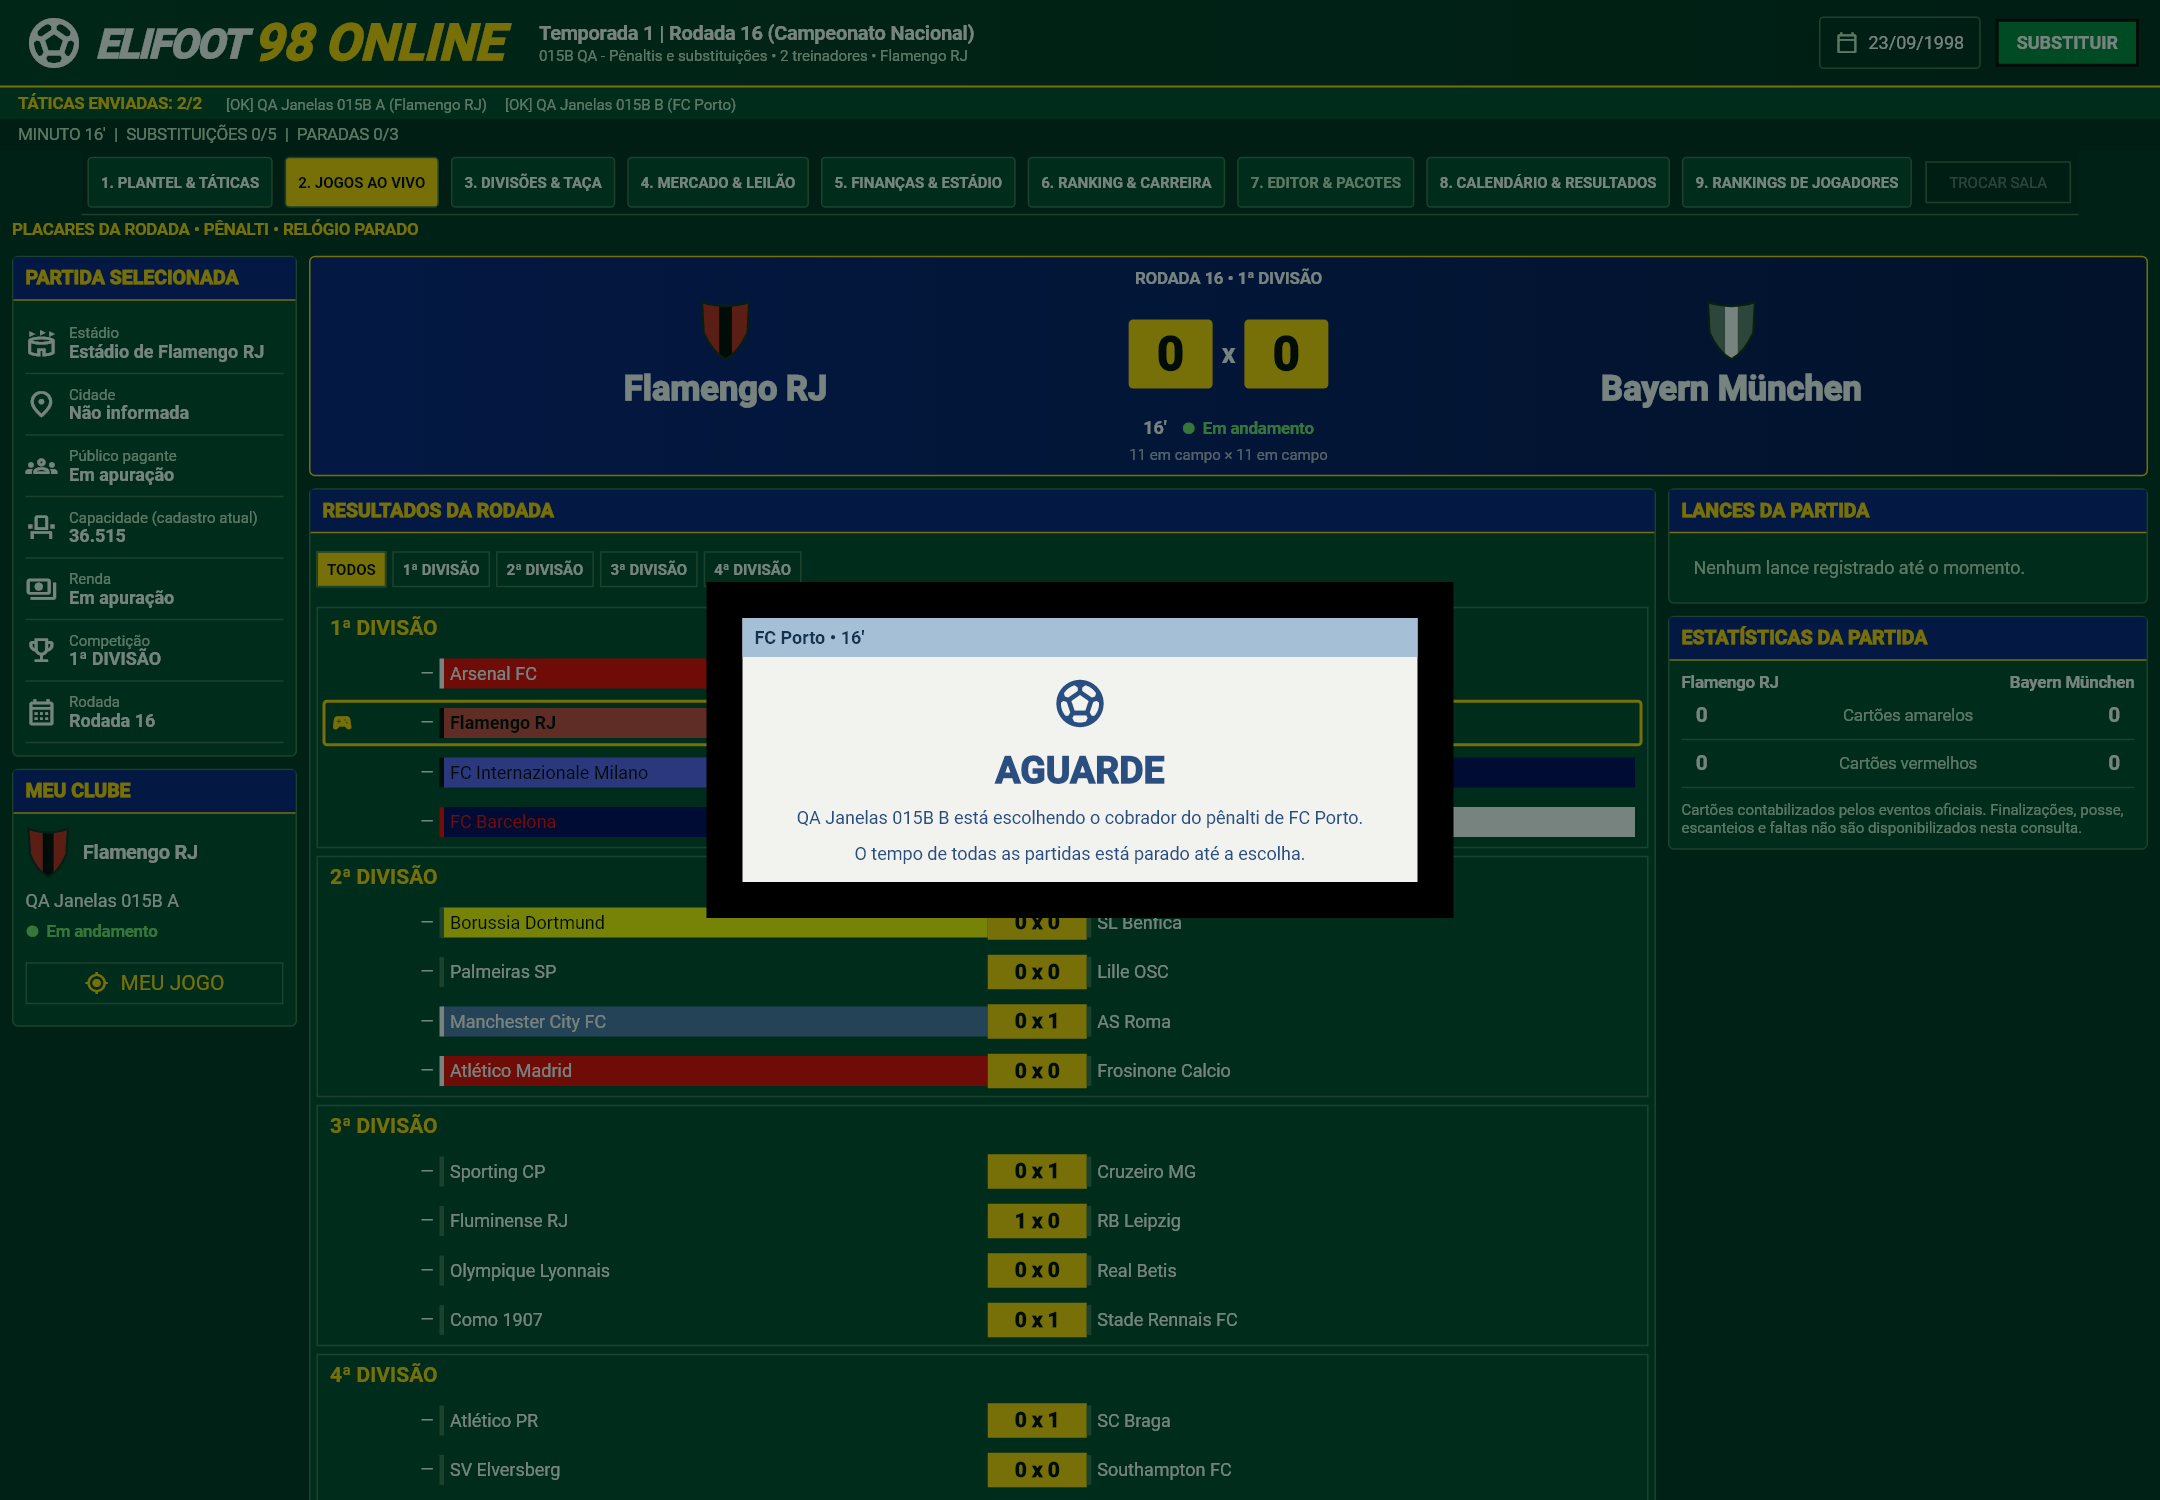 ELIFOOT 98 ONLINE
Temporada 1 | Rodada 16 (Campeonato Nacional)
015B QA - Pênaltis e substituições • 2 treinadores • Flamengo RJ
23/09/1998
SUBSTITUIR
TÁTICAS ENVIADAS: 2/2 [OK] QA Janelas 015B A (Flamengo RJ) [OK] QA Janelas 015B B (FC Porto)
MINUTO 16' | SUBSTITUIÇÕES 0/5 | PARADAS 0/3
1. PLANTEL & TÁTICAS
2. JOGOS AO VIVO
3. DIVISÕES & TAÇA
4. MERCADO & LEILÃO
5. FINANÇAS & ESTÁDIO
6. RANKING & CARREIRA
7. EDITOR & PACOTES
8. CALENDÁRIO & RESULTADOS
9. RANKINGS DE JOGADORES
TROCAR SALA
PLACARES DA RODADA • PÊNALTI • RELÓGIO PARADO
PARTIDA SELECIONADA
Estádio
Estádio de Flamengo RJ
Cidade
Não informada
Público pagante
Em apuração
Capacidade (cadastro atual)
36.515
Renda
Em apuração
Competição
1ª DIVISÃO
Rodada
Rodada 16
MEU CLUBE
Flamengo RJ
QA Janelas 015B A
Em andamento
MEU JOGO
RODADA 16 • 1ª DIVISÃO
Flamengo RJ
0 x 0
Bayern München
16' Em andamento
11 em campo × 11 em campo
RESULTADOS DA RODADA
TODOS
1ª DIVISÃO
2ª DIVISÃO
3ª DIVISÃO
4ª DIVISÃO
1ª DIVISÃO
– Arsenal FC
– Flamengo RJ
– FC Internazionale Milano
– FC Barcelona
FC Porto • 16'
AGUARDE
QA Janelas 015B B está escolhendo o cobrador do pênalti de FC Porto.
O tempo de todas as partidas está parado até a escolha.
2ª DIVISÃO
– Borussia Dortmund 0 x 0 SL Benfica
– Palmeiras SP 0 x 0 Lille OSC
– Manchester City FC 0 x 1 AS Roma
– Atlético Madrid 0 x 0 Frosinone Calcio
3ª DIVISÃO
– Sporting CP 0 x 1 Cruzeiro MG
– Fluminense RJ 1 x 0 RB Leipzig
– Olympique Lyonnais 0 x 0 Real Betis
– Como 1907 0 x 1 Stade Rennais FC
4ª DIVISÃO
– Atlético PR 0 x 1 SC Braga
– SV Elversberg 0 x 0 Southampton FC
LANCES DA PARTIDA
Nenhum lance registrado até o momento.
ESTATÍSTICAS DA PARTIDA
Flamengo RJ Bayern München
0 Cartões amarelos 0
0 Cartões vermelhos 0
Cartões contabilizados pelos eventos oficiais. Finalizações, posse,
escanteios e faltas não são disponibilizados nesta consulta.